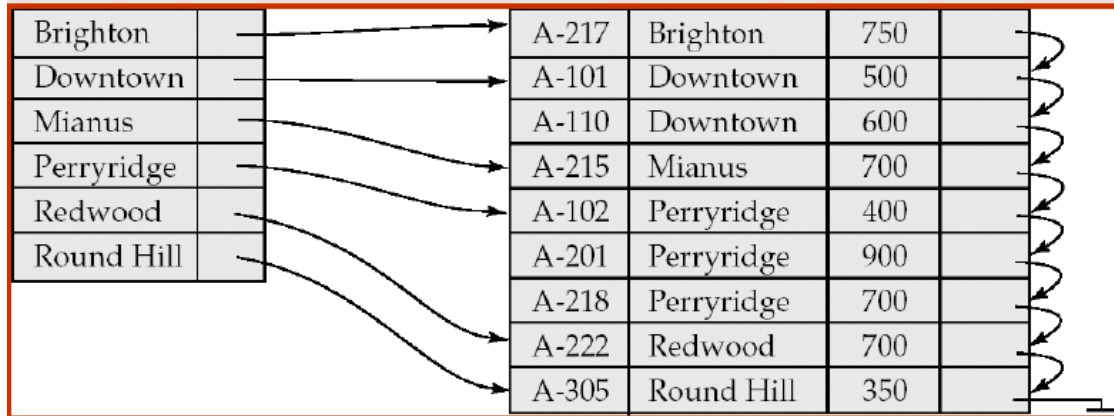 Brighton
Downtown
Mianus
Perryridge
Redwood
Round Hill
A-217 Brighton 750
A-101 Downtown 500
A-110 Downtown 600
A-215 Mianus 700
A-102 Perryridge 400
A-201 Perryridge 900
A-218 Perryridge 700
A-222 Redwood 700
A-305 Round Hill 350